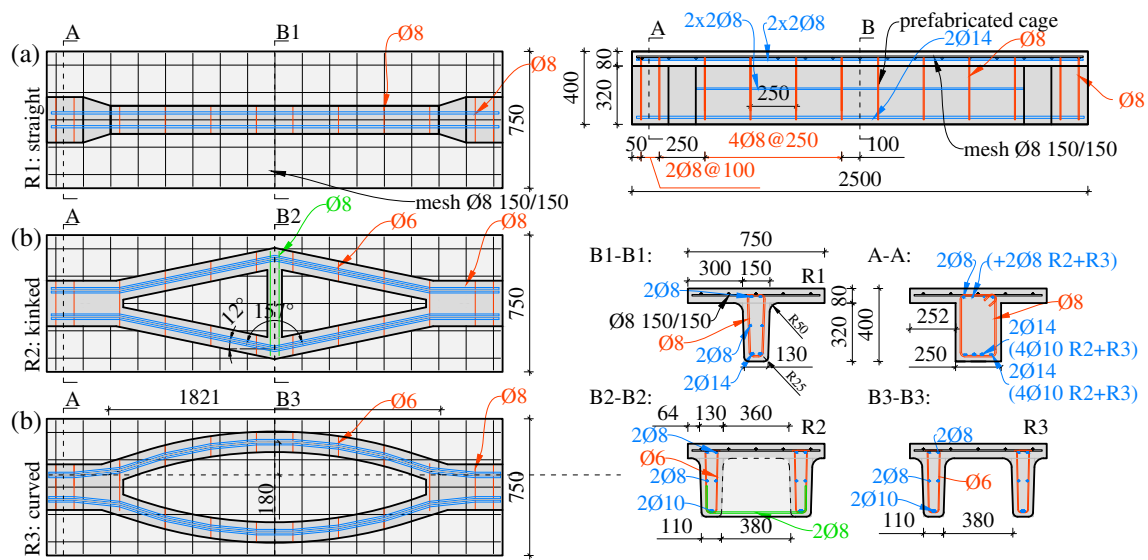 A
B1
(a)
Ø8
Ø8
R1: straight
750
mesh Ø8 150/150
A
B2
(b)
Ø8
Ø6
Ø8
12°
157°
R2: kinked
750
A
1821
B3
(b)
Ø6
Ø8
180
R3: curved
750
A
2x2Ø8
2x2Ø8
prefabricated cage
B
2Ø14
Ø8
400
80
320
250
Ø8
50
250
4Ø8@250
100
mesh Ø8 150/150
2Ø8@100
2500
B1-B1:
750
300
150
R1
2Ø8
80
320
400
Ø8 150/150
R50
Ø8
2Ø8
130
2Ø14
R25
A-A:
2Ø8
(+2Ø8 R2+R3)
Ø8
252
250
2Ø14
(4Ø10 R2+R3)
2Ø14
(4Ø10 R2+R3)
B2-B2:
64
130
360
R2
2Ø8
Ø6
2Ø8
2Ø10
110
380
2Ø8
B3-B3:
R3
2Ø8
2Ø8
Ø6
2Ø10
110
380